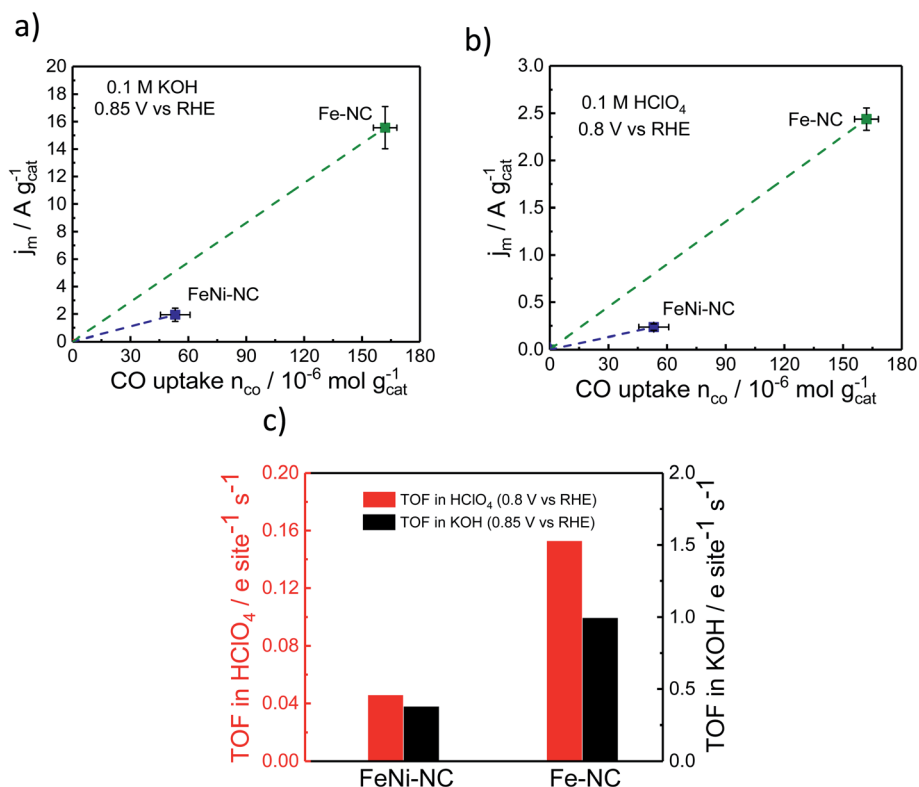 a)
20
18
16
14
12
10
8
6
4
2
0
j_m / A g_cat^-1
0.1 M KOH
0.85 V vs RHE
Fe-NC
FeNi-NC
0 30 60 90 120 150 180
CO uptake n_co / 10^-6 mol g_cat^-1
b)
3.0
2.5
2.0
1.5
1.0
0.5
0.0
j_m / A g_cat^-1
0.1 M HClO_4
0.8 V vs RHE
Fe-NC
FeNi-NC
0 30 60 90 120 150 180
CO uptake n_co / 10^-6 mol g_cat^-1
c)
0.20
0.16
0.12
0.08
0.04
0.00
TOF in HClO_4 / e site^-1 s^-1
TOF in HClO_4 (0.8 V vs RHE)
TOF in KOH (0.85 V vs RHE)
2.0
1.5
1.0
0.5
0.0
TOF in KOH / e site^-1 s^-1
FeNi-NC Fe-NC